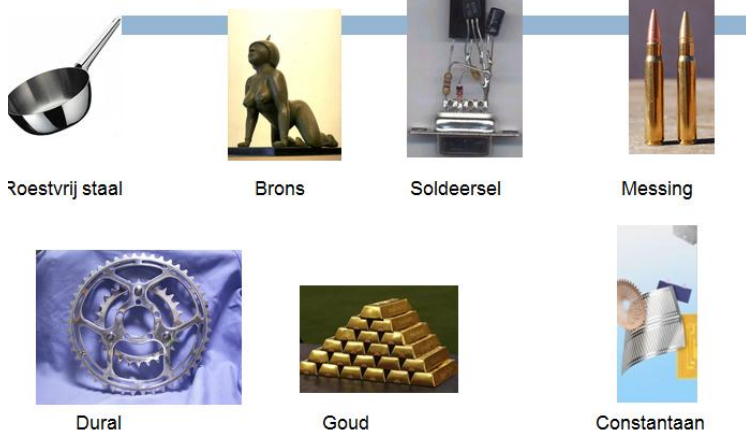 Roestvrij staal
Brons
Soldeersel
Messing
Dural
Goud
Constantaan